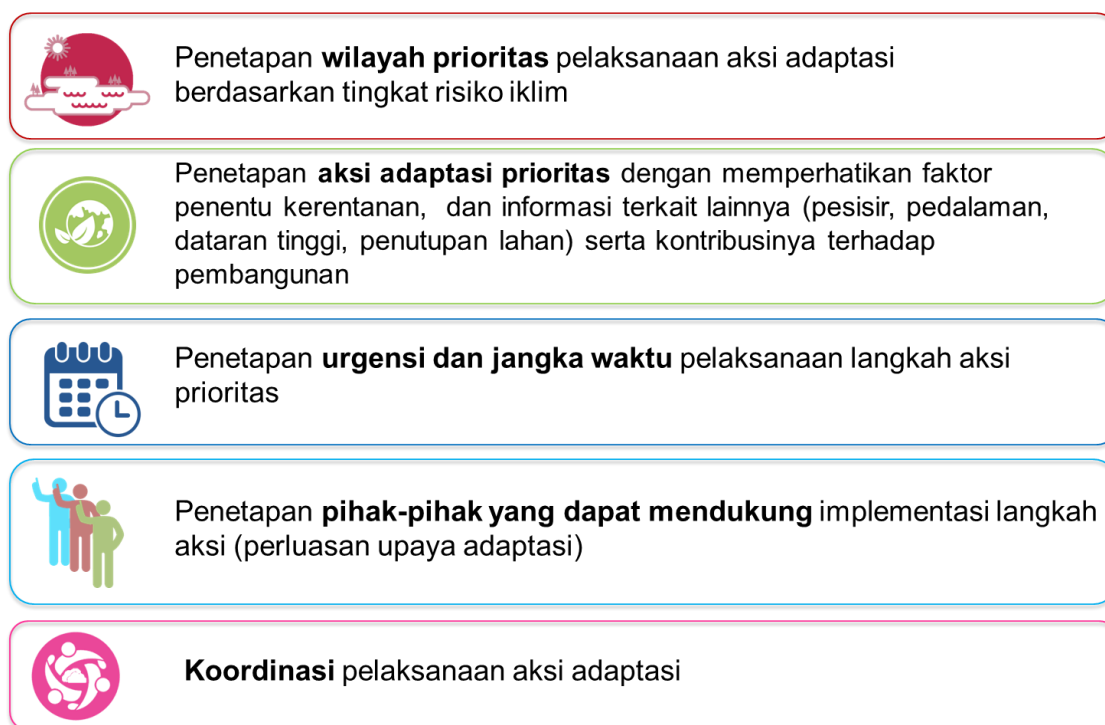 Penetapan wilayah prioritas pelaksanaan aksi adaptasi
berdasarkan tingkat risiko iklim
Penetapan aksi adaptasi prioritas dengan memperhatikan faktor
penentu kerentanan, dan informasi terkait lainnya (pesisir, pedalaman,
dataran tinggi, penutupan lahan) serta kontribusinya terhadap
pembangunan
Penetapan urgensi dan jangka waktu pelaksanaan langkah aksi
prioritas
Penetapan pihak-pihak yang dapat mendukung implementasi langkah
aksi (perluasan upaya adaptasi)
Koordinasi pelaksanaan aksi adaptasi